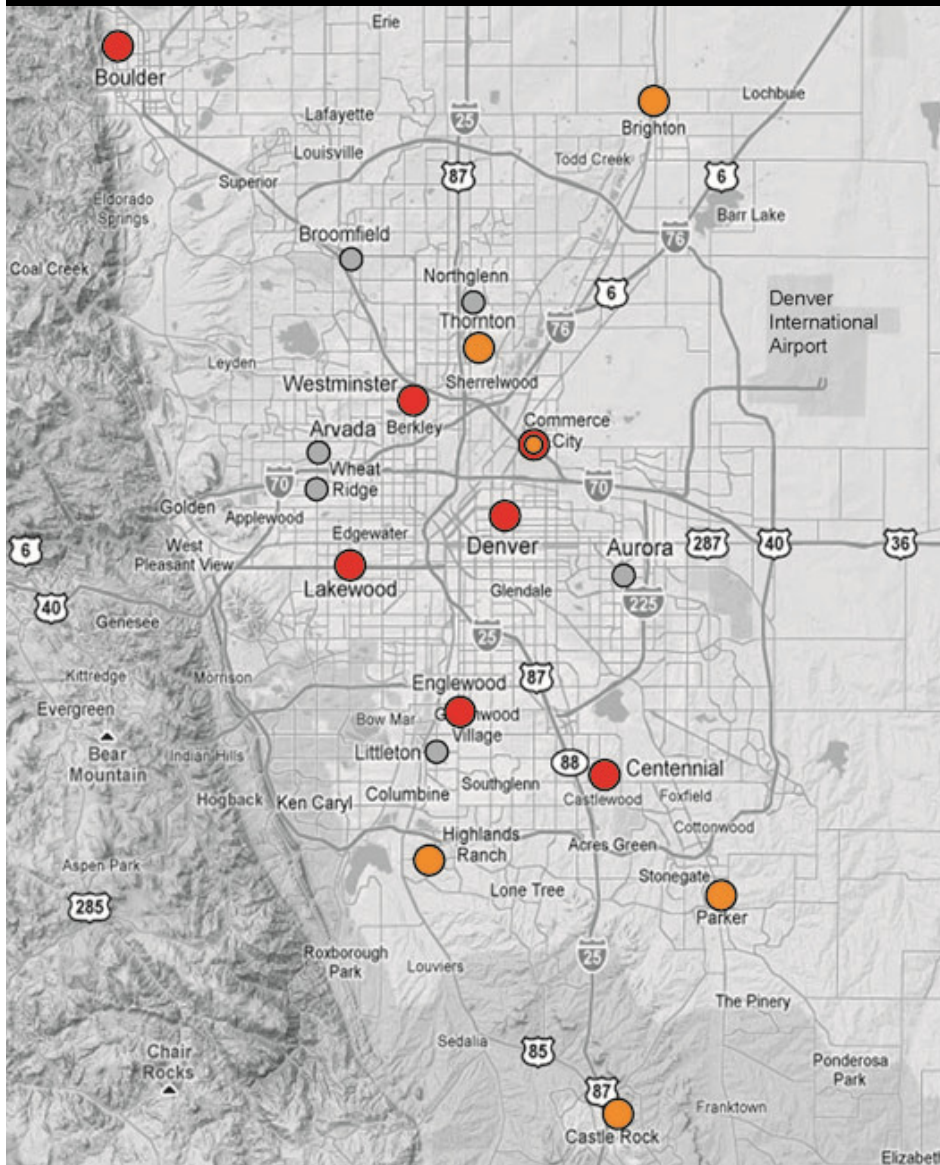 Erie
Boulder
Lochbuie
Brighton
Lafayette
25
Louisville
Todd Creek
87
6
Superior
Eldorado
Springs
Barr Lake
Broomfield
76
Coal Creek
Northglenn
6
Denver
International
Airport
Thornton
76
Leyden
Sherrelwood
Westminster
Berkley
Commerce
City
Arvada
Wheat
Ridge
70
70
Golden
Applewood
Edgewater
Denver
West
Pleasant View
6
Aurora
287
40
36
Lakewood
Glendale
225
40
Genesee
25
Kittredge
Morrison
Englewood
87
Evergreen
Bow Mar
Greenwood
Village
Bear
Mountain
Indian Hills
Littleton
88
Centennial
Hogback
Ken Caryl
Columbine
Southglenn
Castlewood
Foxfield
Cottonwood
Highlands
Ranch
Acres Green
Aspen Park
Stonegate
Lone Tree
285
Parker
Roxborough
Park
Louviers
25
The Pinery
Sedalia
Chair
Rocks
85
Ponderosa
Park
87
Franktown
Castle Rock
Elizabeth